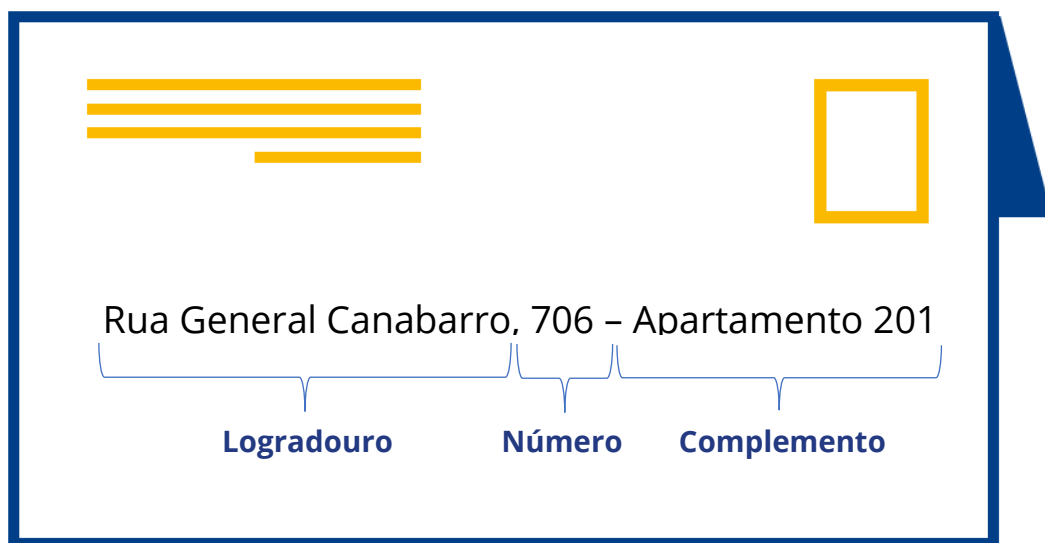 Rua General Canabarro, 706 – Apartamento 201
Logradouro Número Complemento